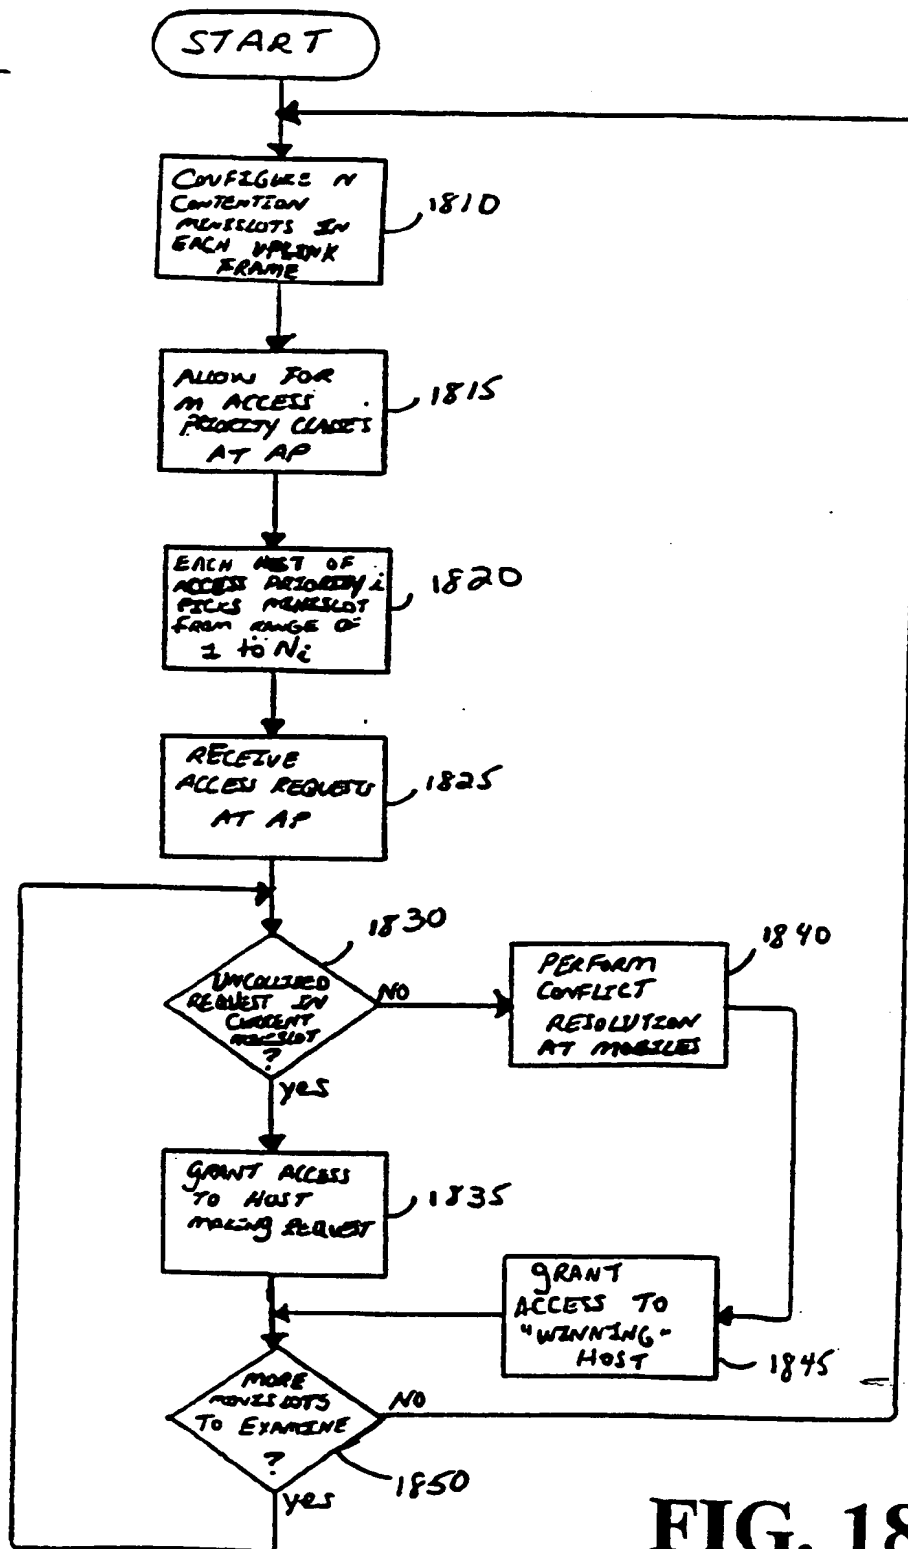 START
CONFIGURE N
CONTENTION
MINISLOTS IN
EACH UPLINK
FRAME
1810
ALLOW FOR
M ACCESS
PRIORITY CLASSES
AT AP
1815
EACH HOST OF
ACCESS PRIORITY i
PICKS MINISLOT
FROM RANGE OF
1 to Ni
1820
RECEIVE
ACCESS REQUESTS
AT AP
1825
1830
UNCOLLIDED
REQUEST IN
CURRENT
MINISLOT
?
NO
yes
PERFORM
CONFLICT
RESOLUTION
AT MOBILES
1840
GRANT ACCESS
TO HOST
MAKING REQUEST
1835
GRANT
ACCESS TO
"WINNING"
HOST
1845
MORE
MINISLOTS
TO EXAMINE
?
NO
1850
yes
FIG. 18